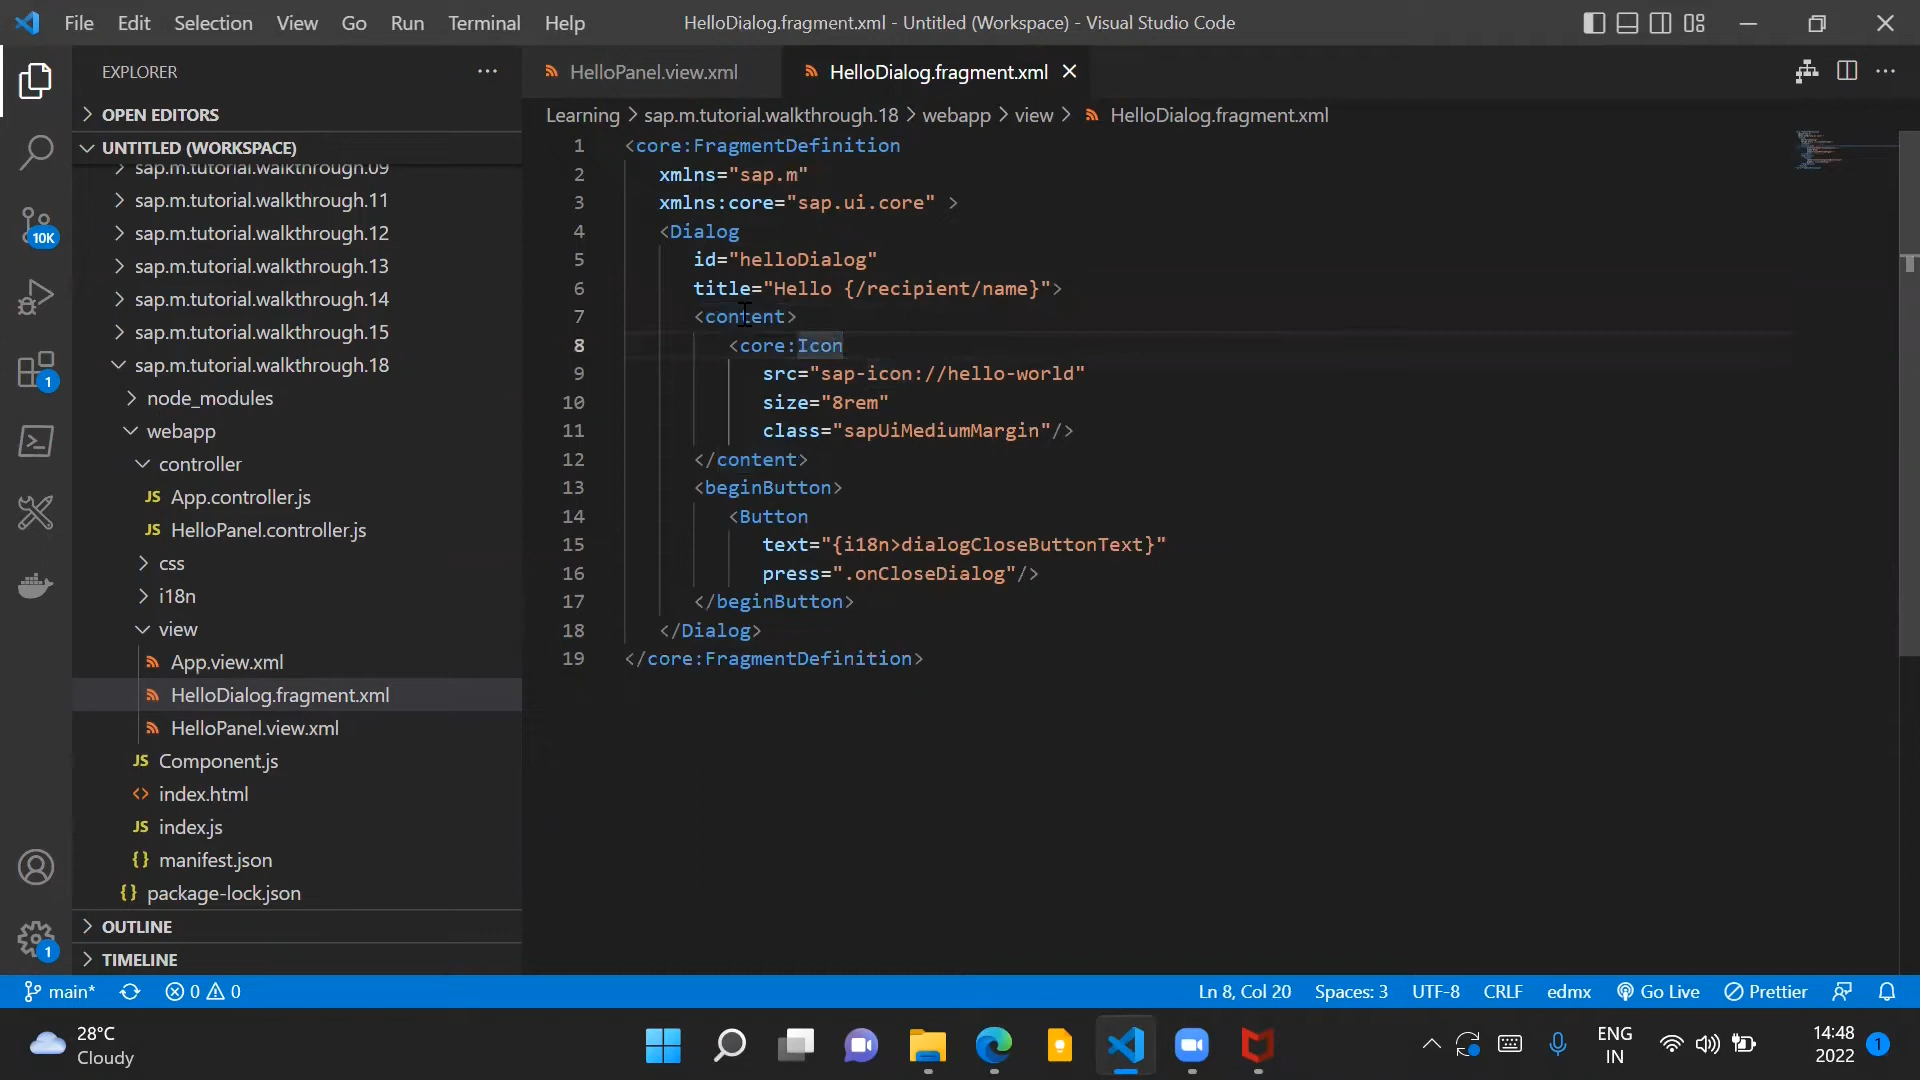 File Edit Selection View Go Run Terminal Help
HelloDialog.fragment.xml - Untitled (Workspace) - Visual Studio Code
EXPLORER
HelloPanel.view.xml
HelloDialog.fragment.xml
OPEN EDITORS
Learning > sap.m.tutorial.walkthrough.18 > webapp > view > HelloDialog.fragment.xml
UNTITLED (WORKSPACE)
sap.m.tutorial.walkthrough.09
sap.m.tutorial.walkthrough.11
sap.m.tutorial.walkthrough.12
sap.m.tutorial.walkthrough.13
sap.m.tutorial.walkthrough.14
sap.m.tutorial.walkthrough.15
sap.m.tutorial.walkthrough.18
node_modules
webapp
controller
JS App.controller.js
JS HelloPanel.controller.js
css
i18n
view
App.view.xml
HelloDialog.fragment.xml
HelloPanel.view.xml
JS Component.js
<> index.html
JS index.js
{} manifest.json
{} package-lock.json
OUTLINE
TIMELINE
10K
1
1
1 <core:FragmentDefinition
2 xmlns="sap.m"
3 xmlns:core="sap.ui.core" >
4 <Dialog
5 id="helloDialog"
6 title="Hello {/recipient/name}">
7 <content>
8 <core:Icon
9 src="sap-icon://hello-world"
10 size="8rem"
11 class="sapUiMediumMargin"/>
12 </content>
13 <beginButton>
14 <Button
15 text="{i18n>dialogCloseButtonText}"
16 press=".onCloseDialog"/>
17 </beginButton>
18 </Dialog>
19 </core:FragmentDefinition>
main* 0 0
Ln 8, Col 20 Spaces: 3 UTF-8 CRLF edmx Go Live Prettier
28°C
Cloudy
ENG
IN
14:48
2022
1